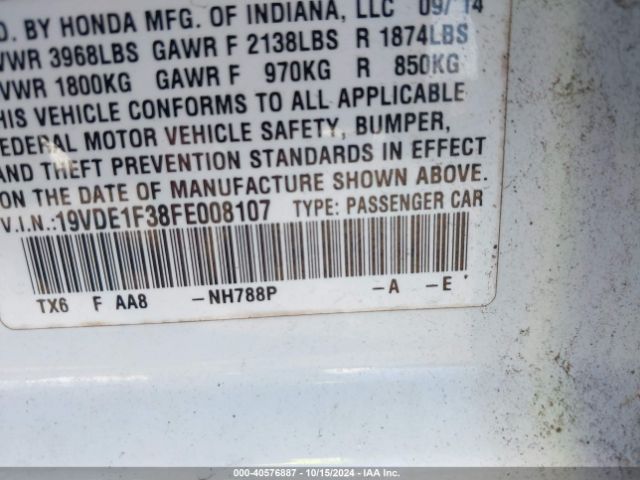 D. BY HONDA MFG. OF INDIANA, LLC 09/14
VWR 3968LBS GAWR F 2138LBS R 1874LBS
VWR 1800KG GAWR F 970KG R 850KG
HIS VEHICLE CONFORMS TO ALL APPLICABLE
EDERAL MOTOR VEHICLE SAFETY, BUMPER,
AND THEFT PREVENTION STANDARDS IN EFFECT
ON THE DATE OF MANUFACTURE SHOWN ABOVE.
V.I.N.:19VDE1F38FE008107 TYPE: PASSENGER CAR
TX6 F AA8 -NH788P -A -E
000-40576887 - 10/15/2024 - IAA Inc.